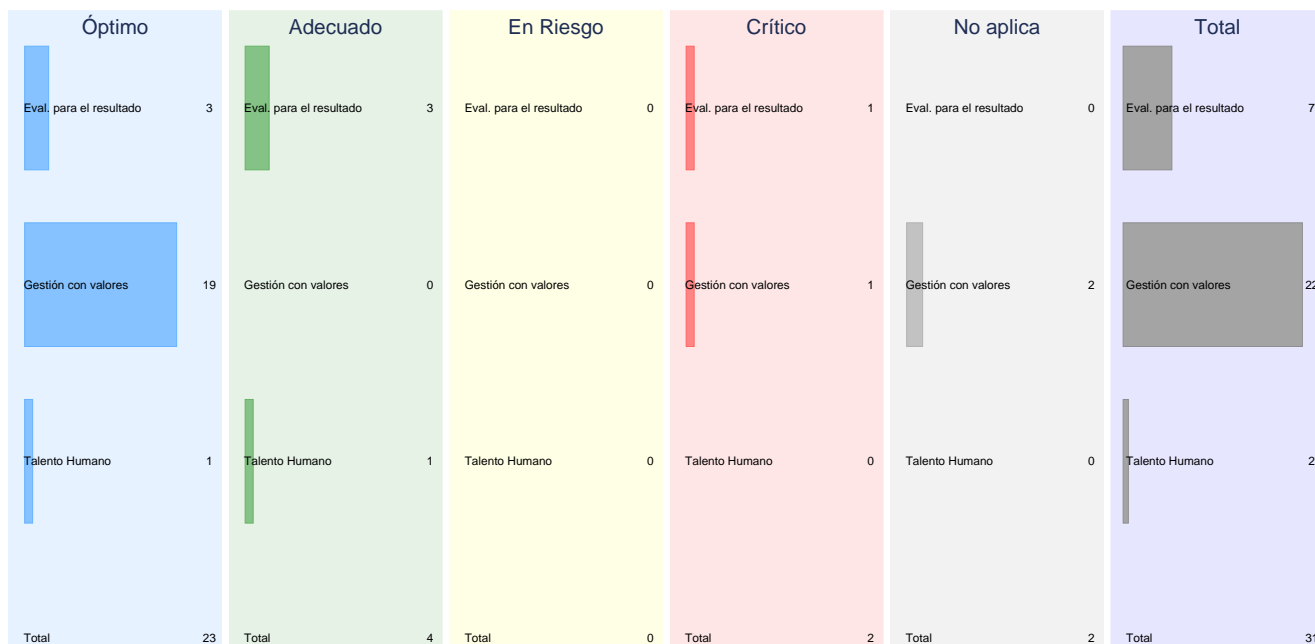 Óptimo Adecuado En Riesgo Crítico No aplica Total
Eval. para el resultado 3 Eval. para el resultado 3 Eval. para el resultado 0 Eval. para el resultado 1 Eval. para el resultado 0 Eval. para el resultado 7
Gestión con valores 19 Gestión con valores 0 Gestión con valores 0 Gestión con valores 1 Gestión con valores 2 Gestión con valores 22
Talento Humano 1 Talento Humano 1 Talento Humano 0 Talento Humano 0 Talento Humano 0 Talento Humano 2
Total 23 Total 4 Total 0 Total 2 Total 2 Total 31